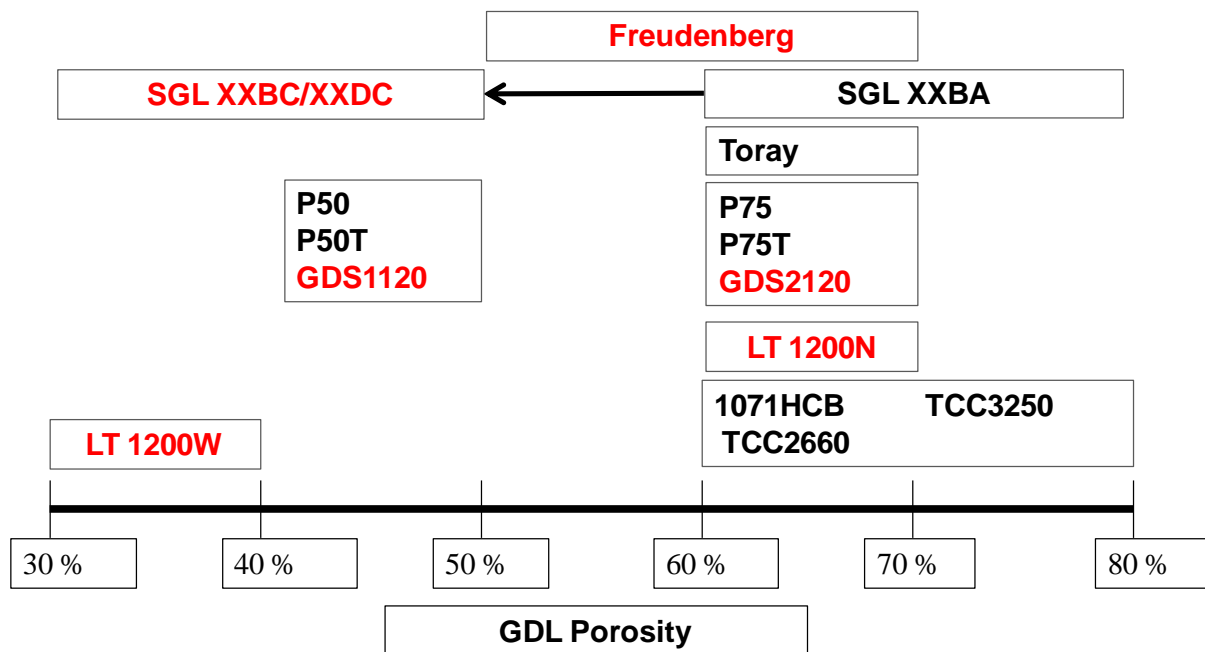 Freudenberg
SGL XXBC/XXDC
SGL XXBA
Toray
P50
P50T
GDS1120
P75
P75T
GDS2120
LT 1200N
1071HCB TCC3250
TCC2660
LT 1200W
30 %
40 %
50 %
60 %
70 %
80 %
GDL Porosity